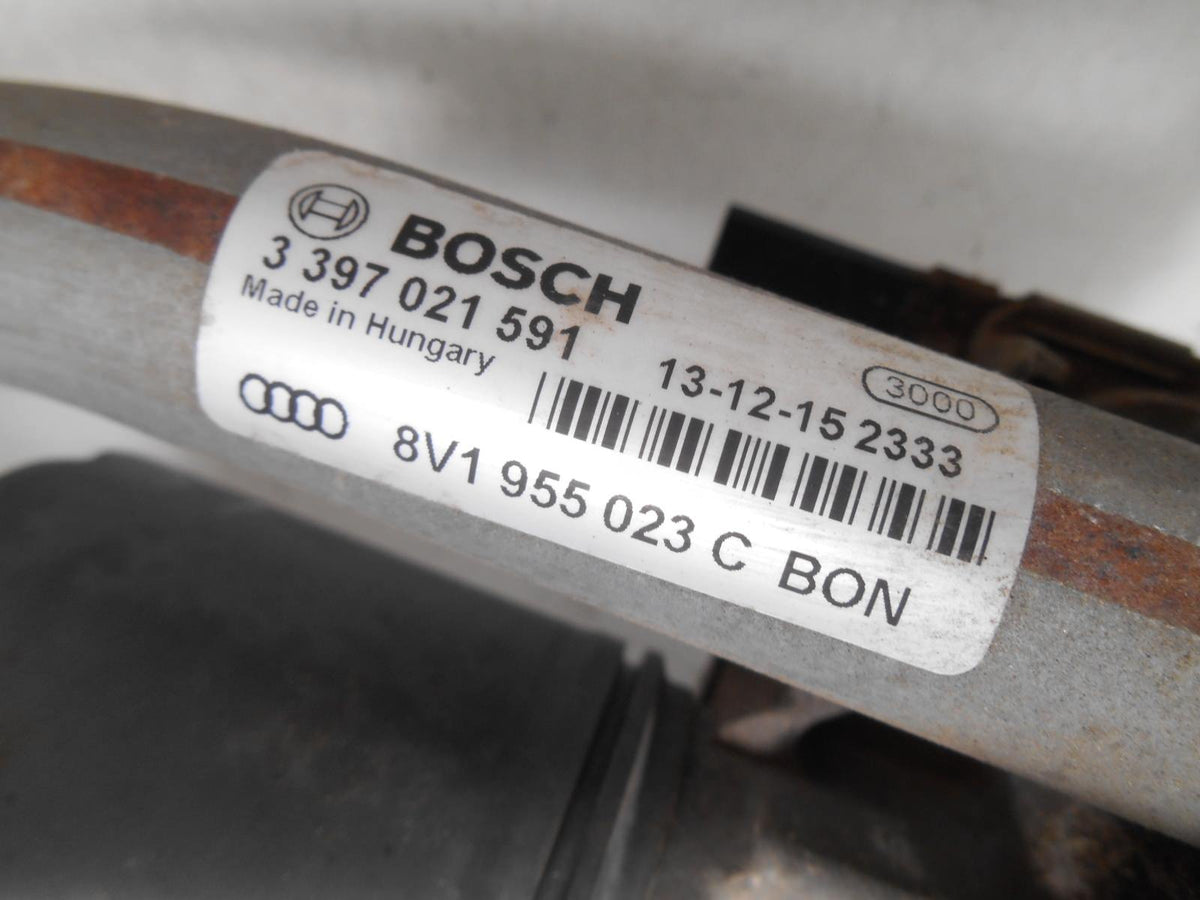 BOSCH
3 397 021 591
Made in Hungary
3000
13-12-15 2333
8V1 955 023 C BON